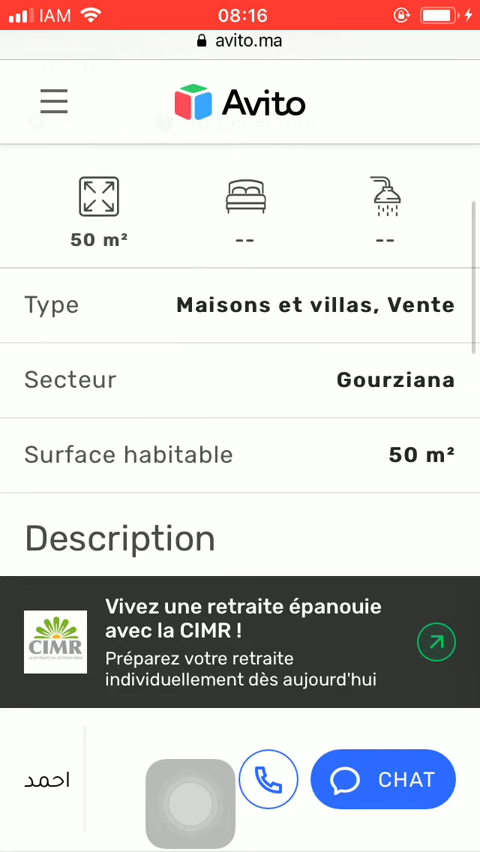 IAM 08:16
avito.ma
Avito
50 m² -- --
Type Maisons et villas, Vente
Secteur Gourziana
Surface habitable 50 m²
Description
Vivez une retraite épanouie
avec la CIMR !
CIMR
Préparez votre retraite
individuellement dès aujourd'hui
احمد
CHAT